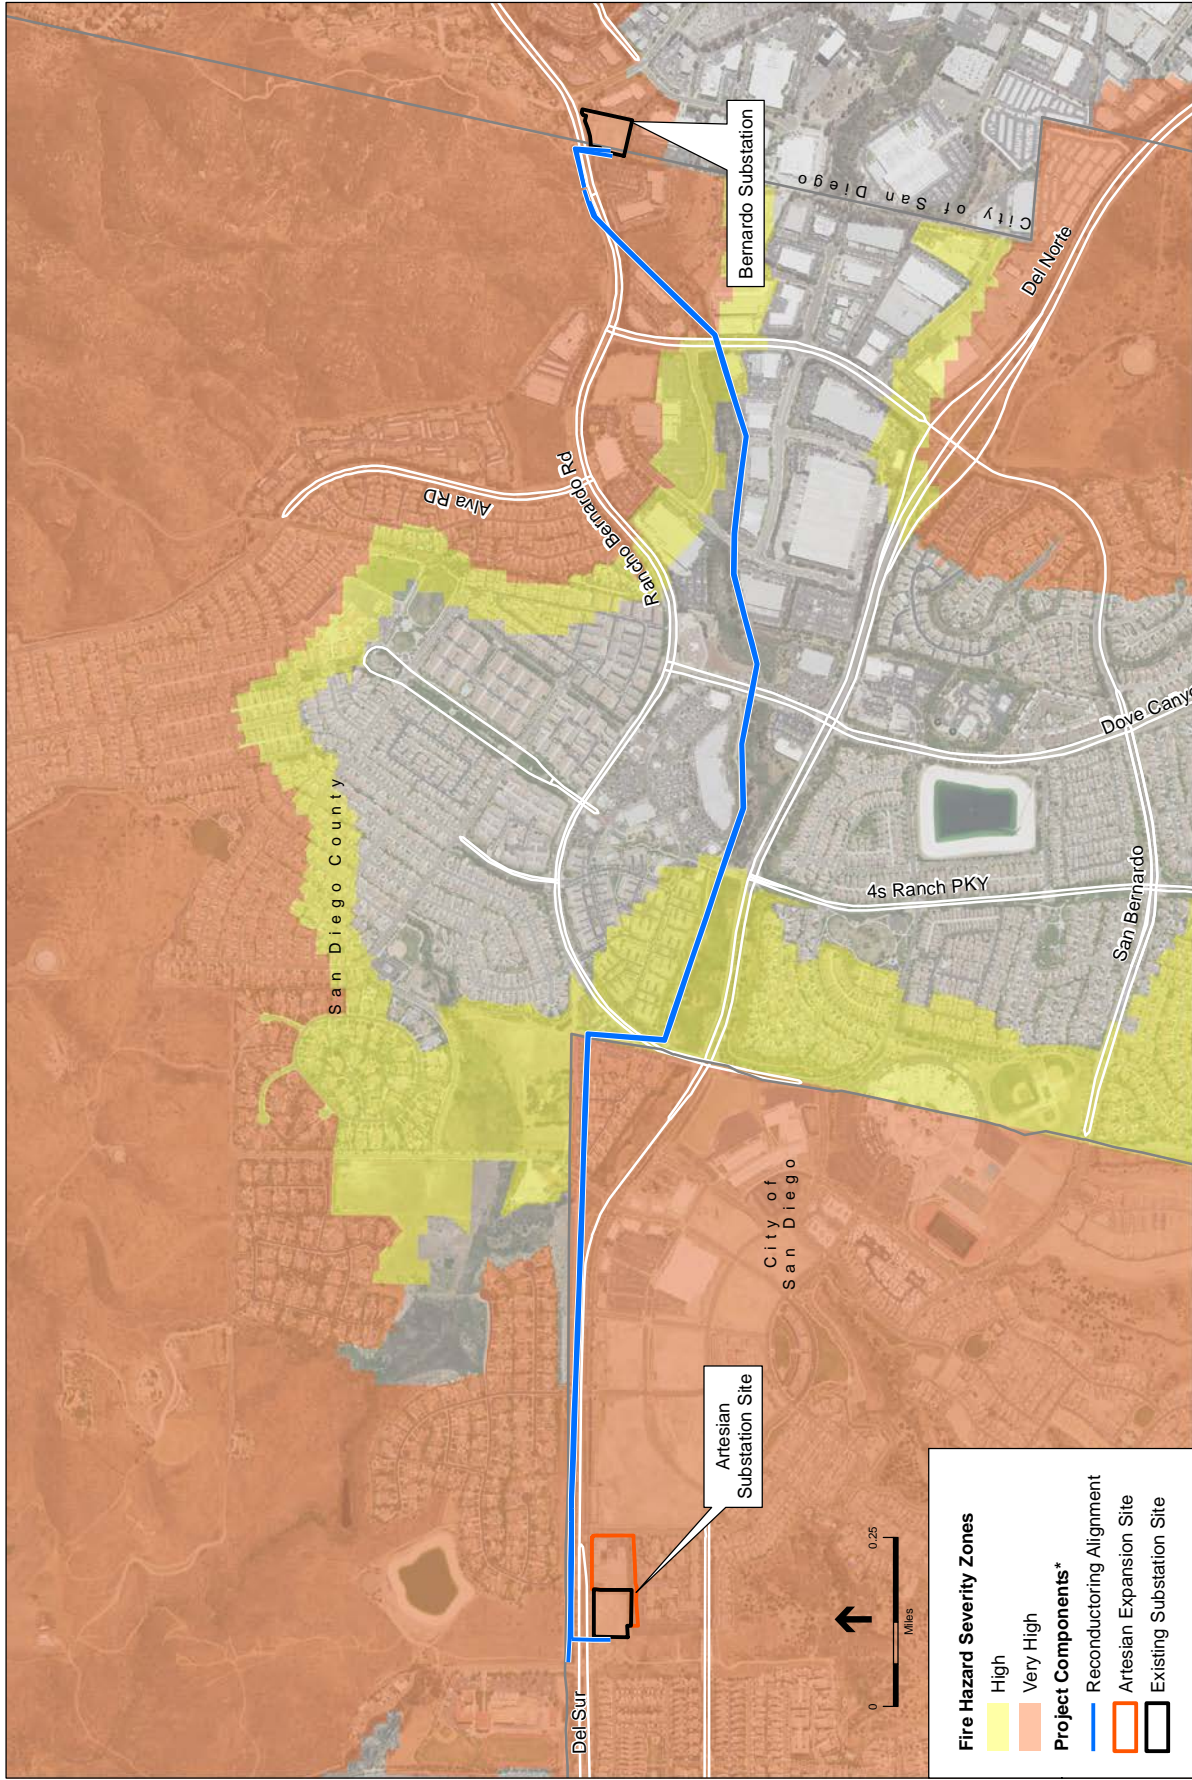 Bernardo Substation
City of San Diego
Del Norte
Alva RD
Rancho Bernardo Rd
San Diego County
Dove Canyo
4s Ranch PKY
San Bernardo
City of
San Diego
Artesian
Substation Site
Del Sur
0
0.25
Miles
Fire Hazard Severity Zones
High
Very High
Project Components*
Reconductoring Alignment
Artesian Expansion Site
Existing Substation Site